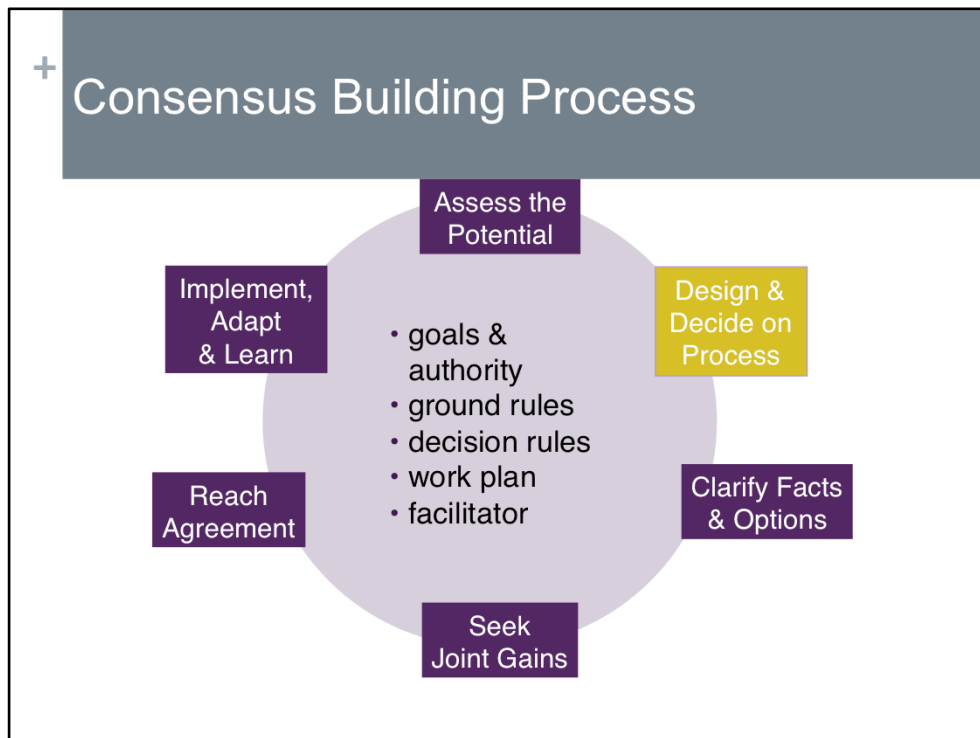 +
Consensus Building Process
Assess the
Potential
Design &
Decide on
Process
Clarify Facts
& Options
Seek
Joint Gains
Reach
Agreement
Implement,
Adapt
& Learn
• goals &
authority
• ground rules
• decision rules
• work plan
• facilitator